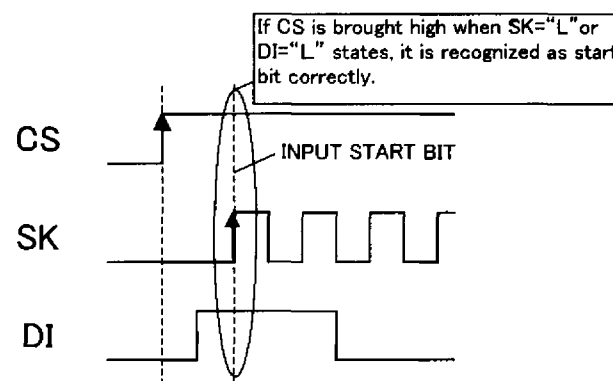 If CS is brought high when SK=“L” or
DI=“L” states, it is recognized as start
bit correctly.
CS
INPUT START BIT
SK
DI